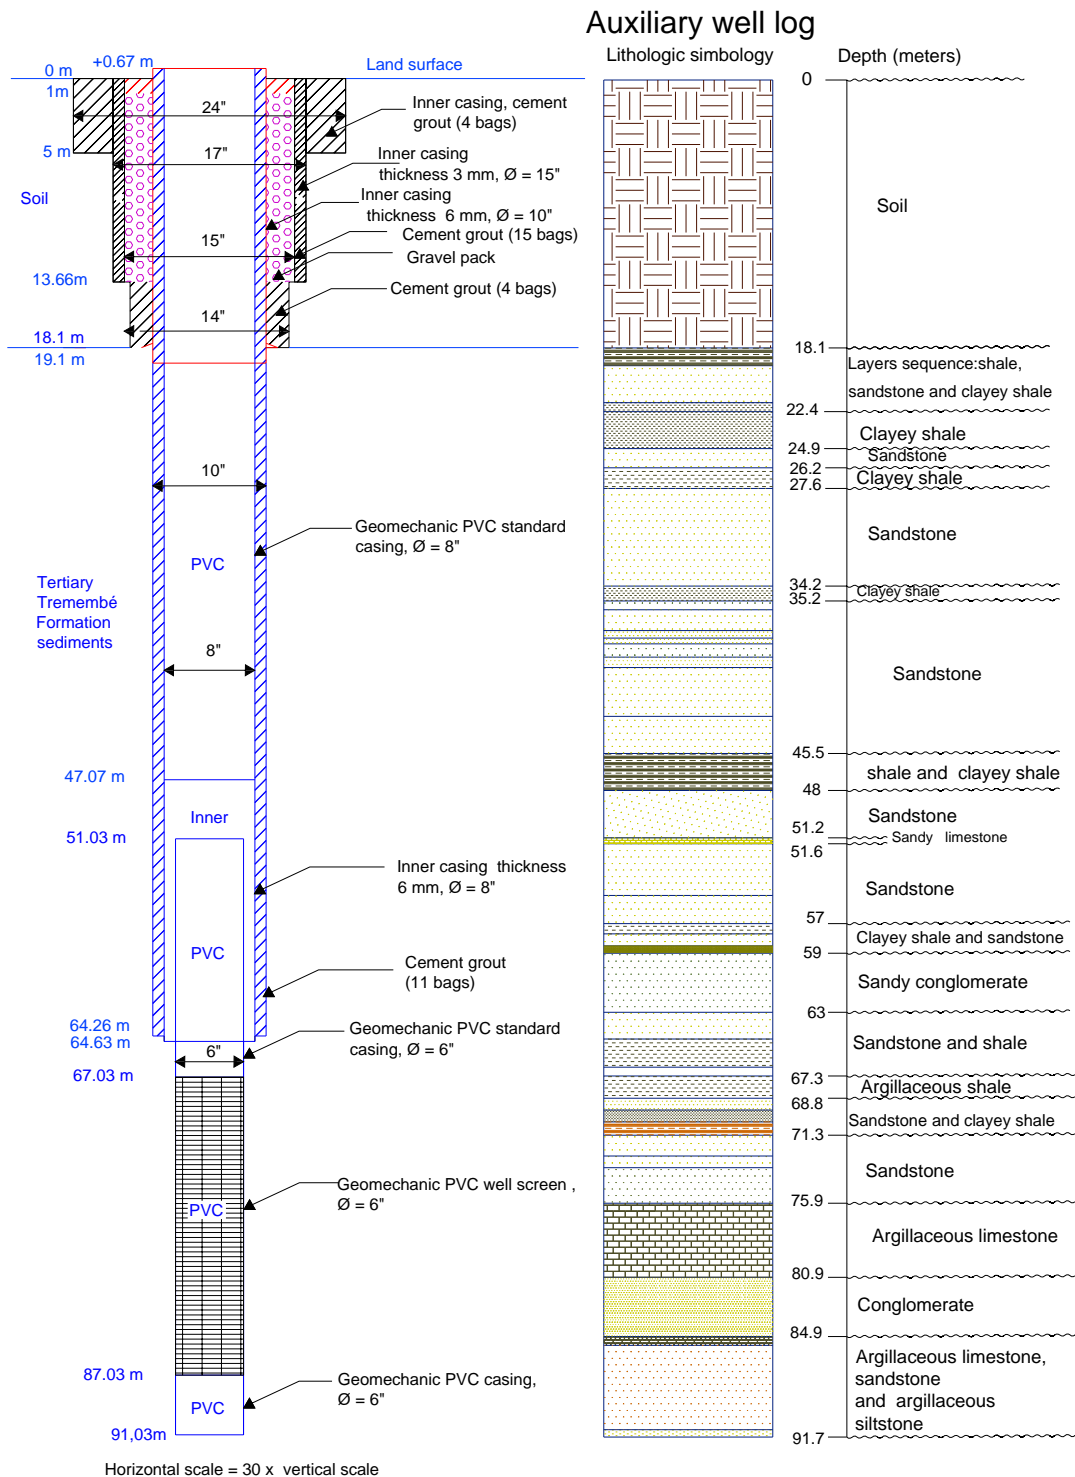 Auxiliary well log
Lithologic simbology
Depth (meters)
+0.67 m
0 m
Land surface
1m
24"
Inner casing, cement
grout (4 bags)
5 m
17"
Inner casing
thickness 3 mm, Ø = 15"
Soil
Inner casing
thickness 6 mm, Ø = 10"
15"
Cement grout (15 bags)
Gravel pack
13.66m
Cement grout (4 bags)
14"
18.1 m
19.1 m
10"
Geomechanic PVC standard
casing, Ø = 8"
PVC
Tertiary
Tremembé
Formation
sediments
8"
47.07 m
Inner
51.03 m
Inner casing thickness
6 mm, Ø = 8"
PVC
Cement grout
(11 bags)
64.26 m
64.63 m
Geomechanic PVC standard
casing, Ø = 6"
6"
67.03 m
Geomechanic PVC well screen ,
Ø = 6"
PVC
87.03 m
Geomechanic PVC casing,
Ø = 6"
PVC
91,03m
Horizontal scale = 30 x vertical scale
0
Soil
18.1
Layers sequence:shale,
sandstone and clayey shale
22.4
Clayey shale
24.9
Sandstone
26.2
Clayey shale
27.6
Sandstone
34.2
Clayey shale
35.2
Sandstone
45.5
shale and clayey shale
48
Sandstone
51.2
Sandy limestone
51.6
Sandstone
57
Clayey shale and sandstone
59
Sandy conglomerate
63
Sandstone and shale
67.3
Argillaceous shale
68.8
Sandstone and clayey shale
71.3
Sandstone
75.9
Argillaceous limestone
80.9
Conglomerate
84.9
Argillaceous limestone,
sandstone
and argillaceous
siltstone
91.7